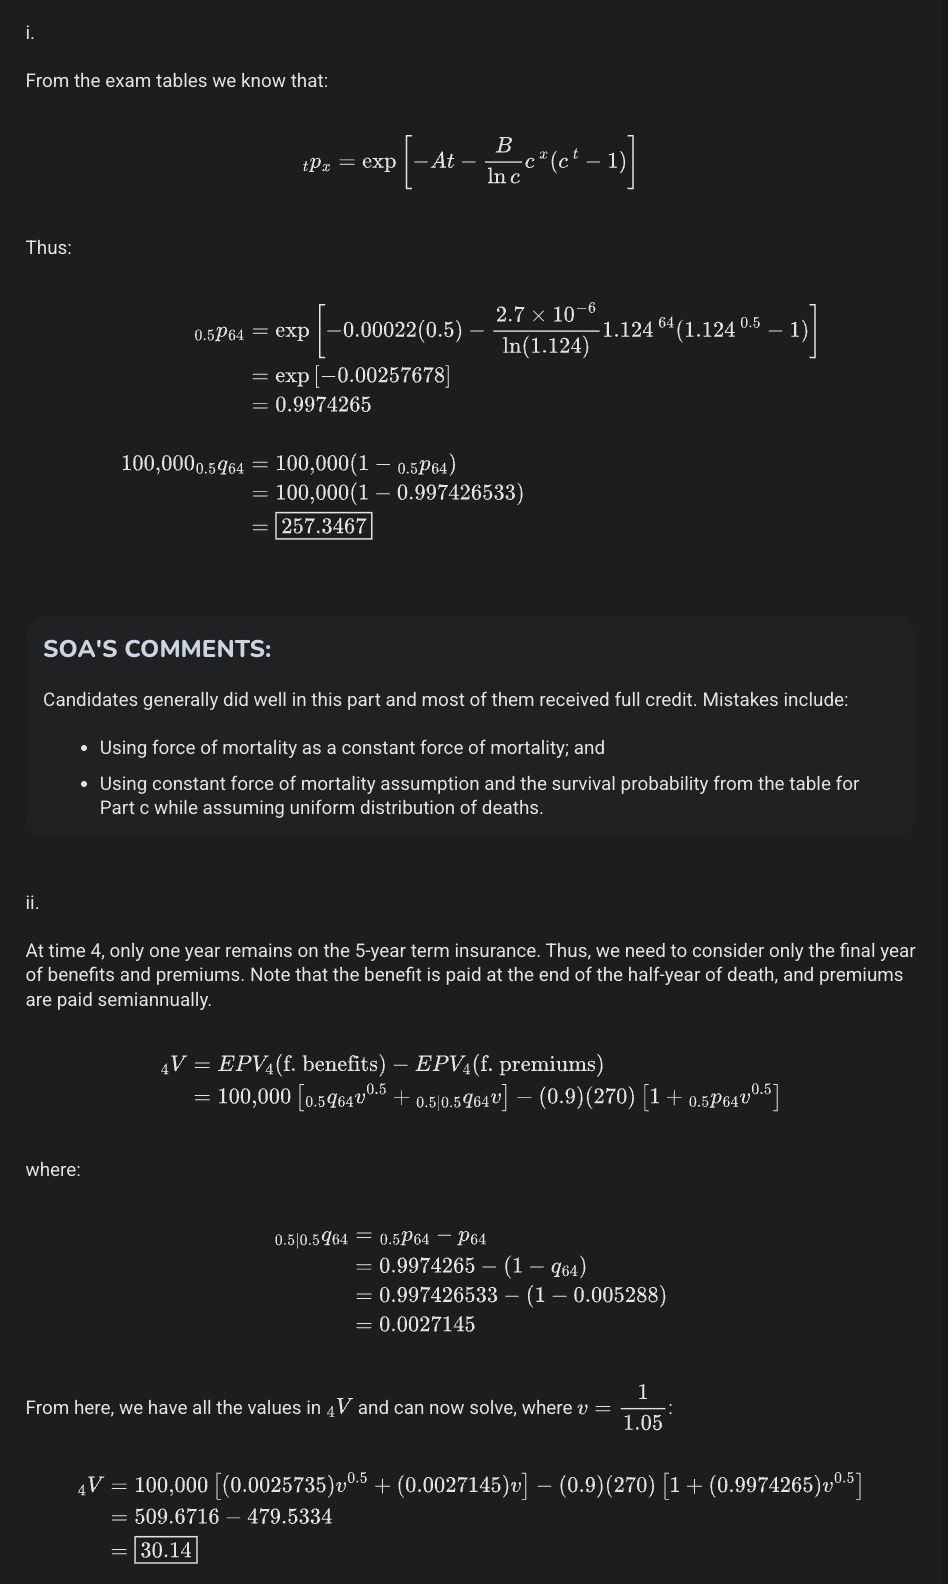 i.
From the exam tables we know that:
$_{t}p_{x} = \exp\left[-At - \frac{B}{\ln c}c^{x}(c^{t} - 1)\right]$
Thus:
$_{0.5}p_{64} = \exp\left[-0.00022(0.5) - \frac{2.7 \times 10^{-6}}{\ln(1.124)}1.124^{64}(1.124^{0.5} - 1)\right]$
$= \exp[-0.00257678]$
$= 0.9974265$
$100{,}000_{0.5}q_{64} = 100{,}000(1 - {}_{0.5}p_{64})$
$= 100{,}000(1 - 0.997426533)$
$= \boxed{257.3467}$
SOA'S COMMENTS:
Candidates generally did well in this part and most of them received full credit. Mistakes include:
• Using force of mortality as a constant force of mortality; and
• Using constant force of mortality assumption and the survival probability from the table for
Part c while assuming uniform distribution of deaths.
ii.
At time 4, only one year remains on the 5-year term insurance. Thus, we need to consider only the final year
of benefits and premiums. Note that the benefit is paid at the end of the half-year of death, and premiums
are paid semiannually.
$_{4}V = EPV_{4}(\text{f. benefits}) - EPV_{4}(\text{f. premiums})$
$= 100{,}000\left[{}_{0.5}q_{64}v^{0.5} + {}_{0.5|0.5}q_{64}v\right] - (0.9)(270)\left[1 + {}_{0.5}p_{64}v^{0.5}\right]$
where:
$_{0.5|0.5}q_{64} = {}_{0.5}p_{64} - p_{64}$
$= 0.9974265 - (1 - q_{64})$
$= 0.997426533 - (1 - 0.005288)$
$= 0.0027145$
From here, we have all the values in $_{4}V$ and can now solve, where $v = \frac{1}{1.05}$:
$_{4}V = 100{,}000\left[(0.0025735)v^{0.5} + (0.0027145)v\right] - (0.9)(270)\left[1 + (0.9974265)v^{0.5}\right]$
$= 509.6716 - 479.5334$
$= \boxed{30.14}$